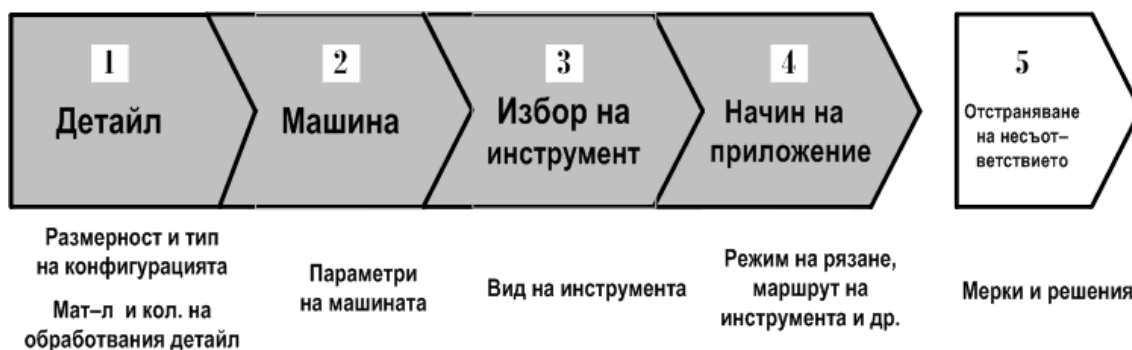 1
Детайл
2
Машина
3
Избор на
инструмент
4
Начин на
приложение
5
Отстраняване
на несъот–
ветствието
Размерност и тип
на конфигурацията
Мат–л и кол. на
обработвания детайл
Параметри
на машината
Вид на инструмента
Режим на рязане,
маршрут на
инструмента и др.
Мерки и решения